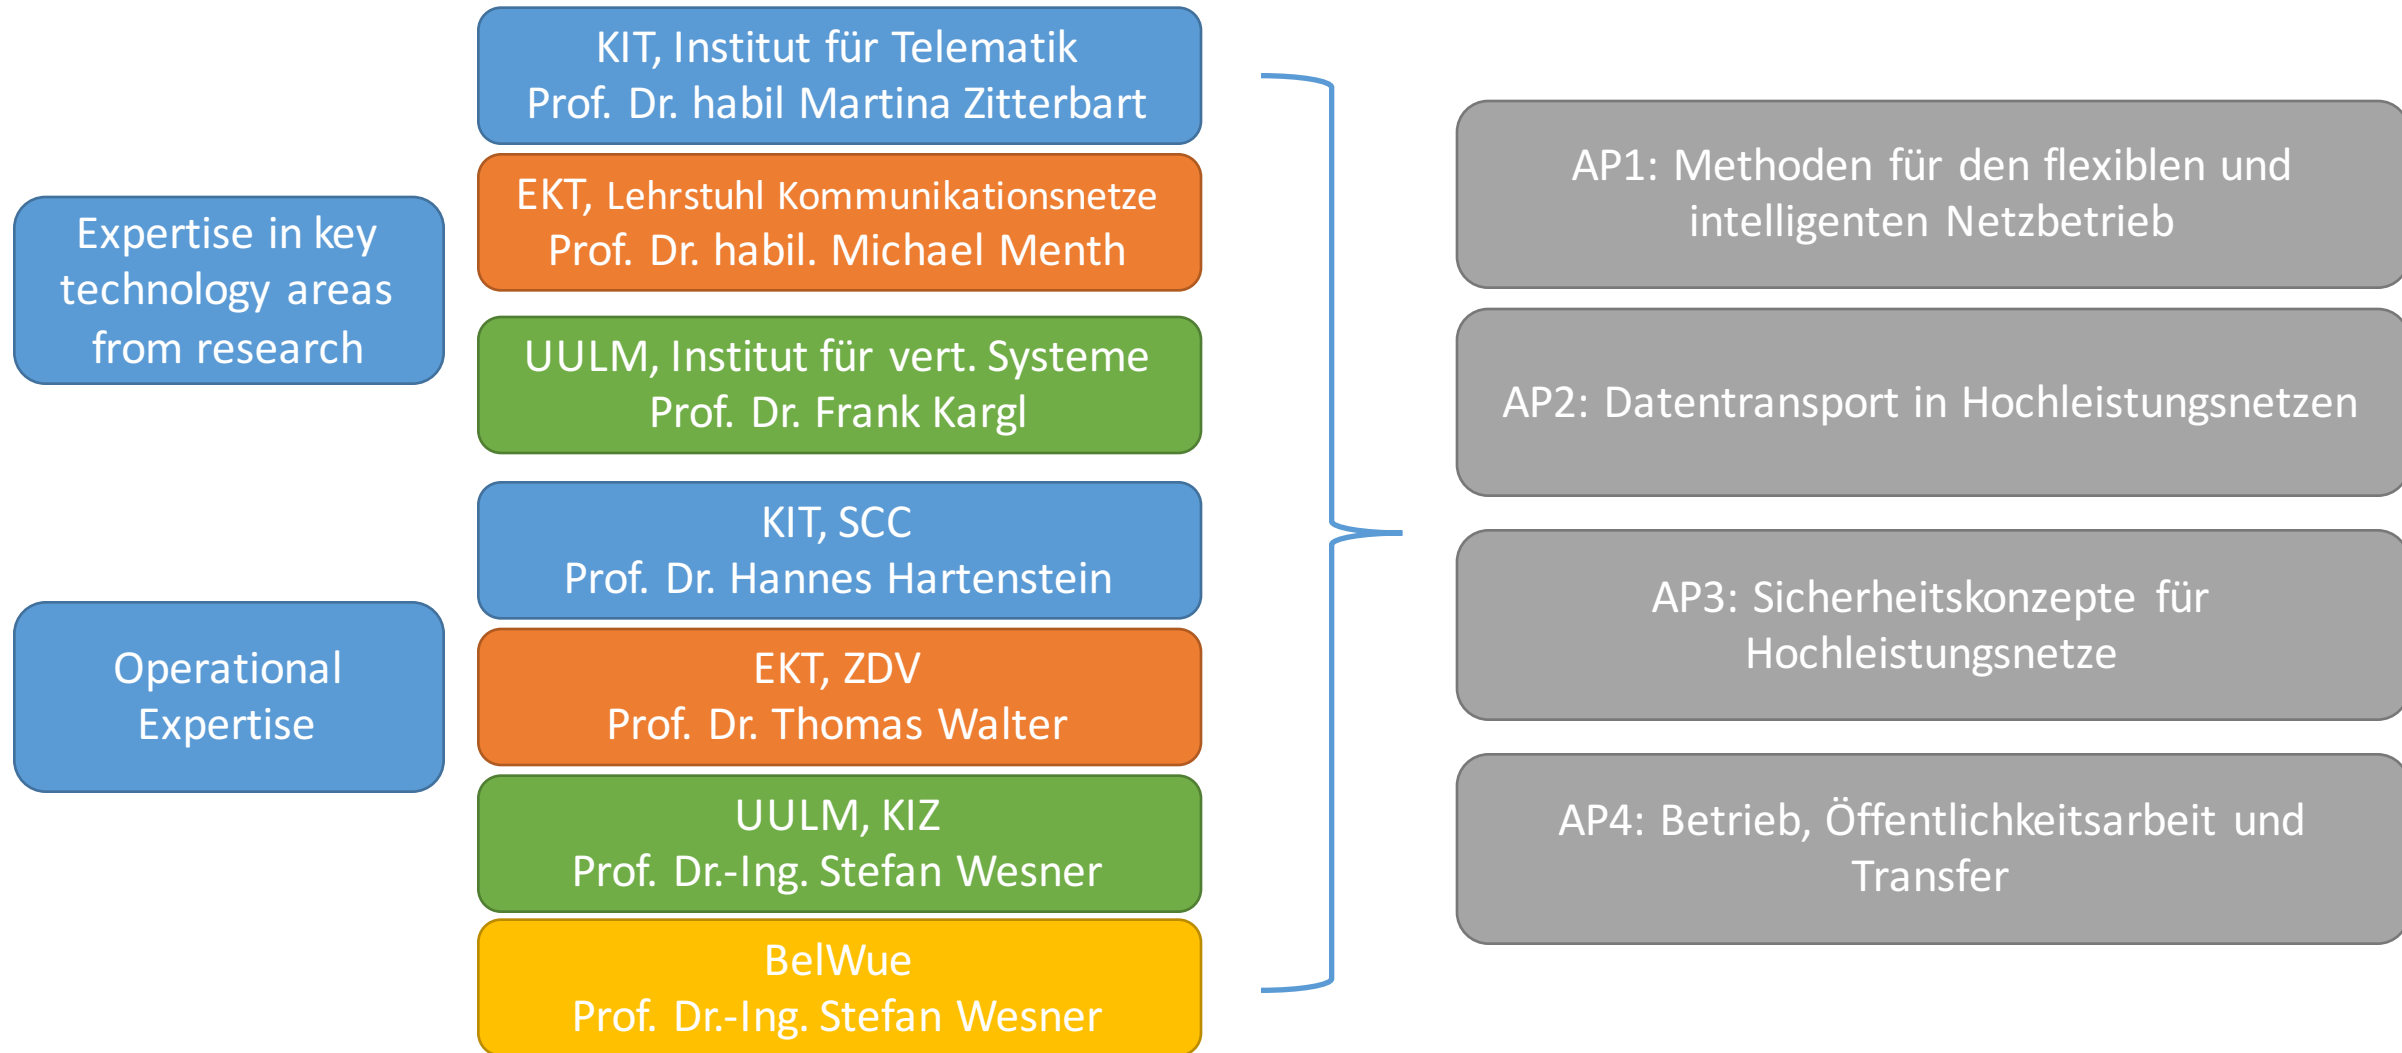 Expertise in key
technology areas
from research
KIT, Institut für Telematik
Prof. Dr. habil Martina Zitterbart
EKT, Lehrstuhl Kommunikationsnetze
Prof. Dr. habil. Michael Menth
UULM, Institut für vert. Systeme
Prof. Dr. Frank Kargl
Operational
Expertise
KIT, SCC
Prof. Dr. Hannes Hartenstein
EKT, ZDV
Prof. Dr. Thomas Walter
UULM, KIZ
Prof. Dr.-Ing. Stefan Wesner
BelWue
Prof. Dr.-Ing. Stefan Wesner
AP1: Methoden für den flexiblen und
intelligenten Netzbetrieb
AP2: Datentransport in Hochleistungsnetzen
AP3: Sicherheitskonzepte für
Hochleistungsnetze
AP4: Betrieb, Öffentlichkeitsarbeit und
Transfer